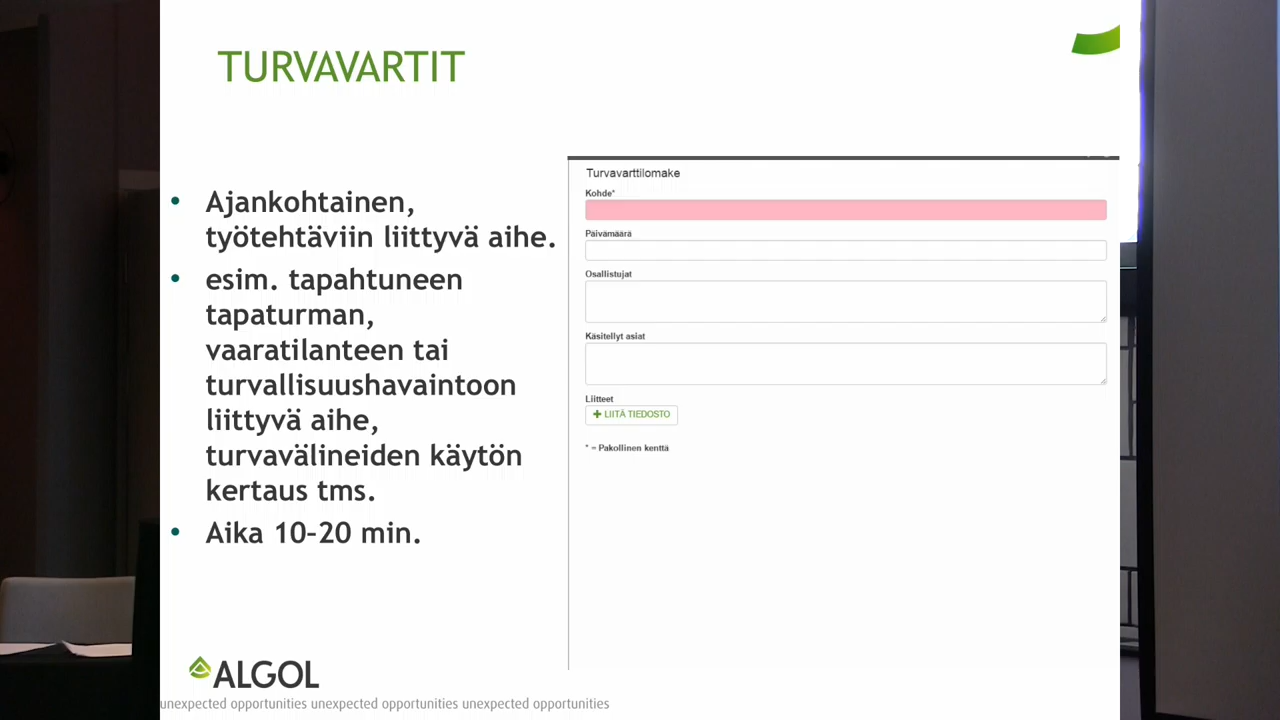 TURVAVARTIT
• Ajankohtainen,
työtehtäviin liittyvä aihe.
• esim. tapahtuneen
tapaturman,
vaaratilanteen tai
turvallisuushavaintoon
liittyvä aihe,
turvavälineiden käytön
kertaus tms.
• Aika 10–20 min.
Turvavarttilomake
Kohde*
Päivämäärä
Osallistujat
Käsitellyt asiat
Liitteet
+ LIITÄ TIEDOSTO
* = Pakollinen kenttä
ALGOL
unexpected opportunities unexpected opportunities unexpected opportunities